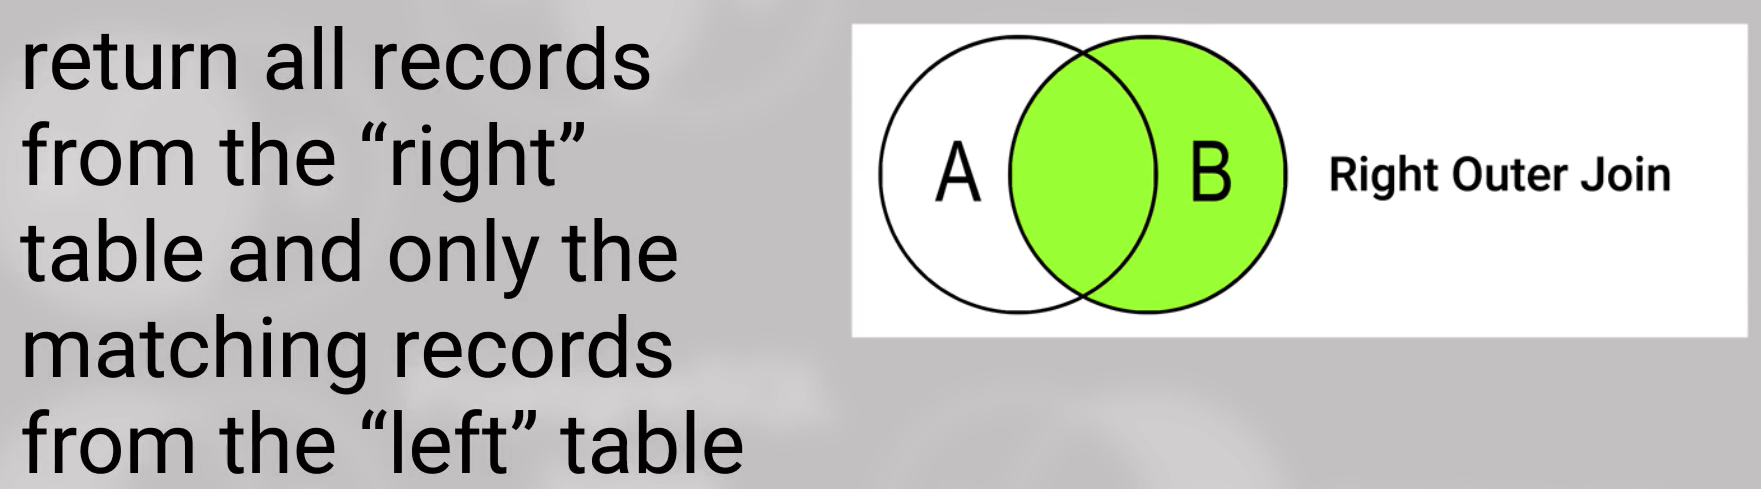 return all records
from the “right”
table and only the
matching records
from the “left” table
A
B
Right Outer Join